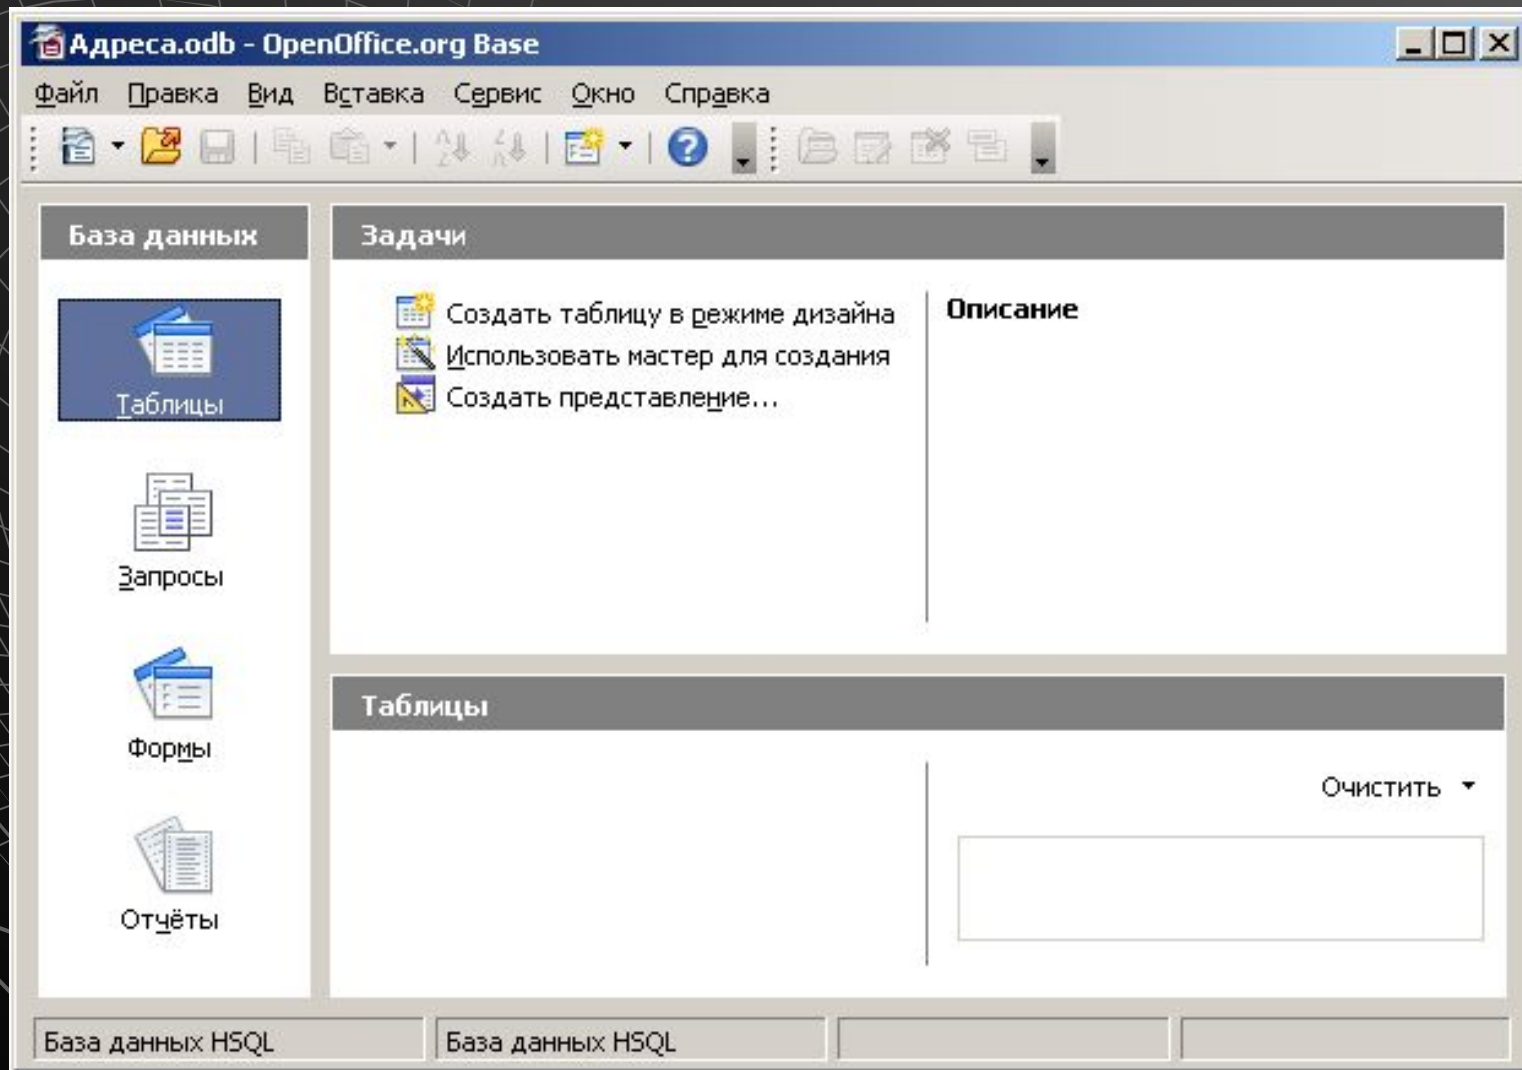 Адреса.odb - OpenOffice.org Base
Файл Правка Вид Вставка Сервис Окно Справка
База данных
Таблицы
Запросы
Формы
Отчёты
Задачи
Создать таблицу в режиме дизайна
Использовать мастер для создания
Создать представление...
Описание
Таблицы
Очистить
База данных HSQL
База данных HSQL